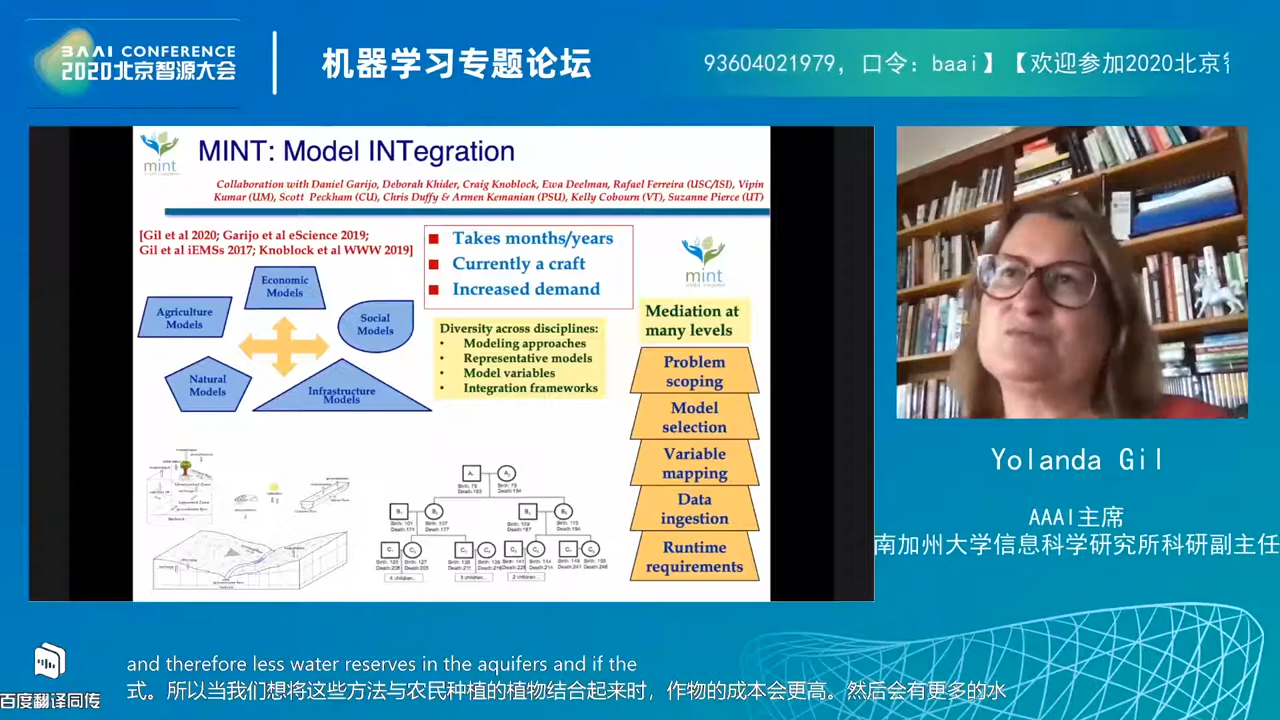 BAAI CONFERENCE
2020北京智源大会
机器学习专题论坛
93604021979，口令：baai】【欢迎参加2020北京
mint
MINT: Model INTegration
Collaboration with Daniel Garijo, Deborah Khider, Craig Knoblock, Ewa Deelman, Rafael Ferreira (USC/ISI), Vipin
Kumar (UM), Scott Peckham (CU), Chris Duffy & Armen Kemanian (PSU), Kelly Cobourn (VT), Suzanne Pierce (UT)
[Gil et al 2020; Garijo et al eScience 2019;
Gil et al iEMSs 2017; Knoblock et al WWW 2019]
Economic
Models
Agriculture
Models
Social
Models
Natural
Models
Infrastructure
Models
Takes months/years
Currently a craft
Increased demand
Diversity across disciplines:
• Modeling approaches
• Representative models
• Model variables
• Integration frameworks
mint
Mediation at
many levels
Problem
scoping
Model
selection
Variable
mapping
Data
ingestion
Runtime
requirements
Yolanda Gil
AAAI主席
南加州大学信息科学研究所科研副主任
百度翻译同传
and therefore less water reserves in the aquifers and if the
式。所以当我们想将这些方法与农民种植的植物结合起来时，作物的成本会更高。然后会有更多的水